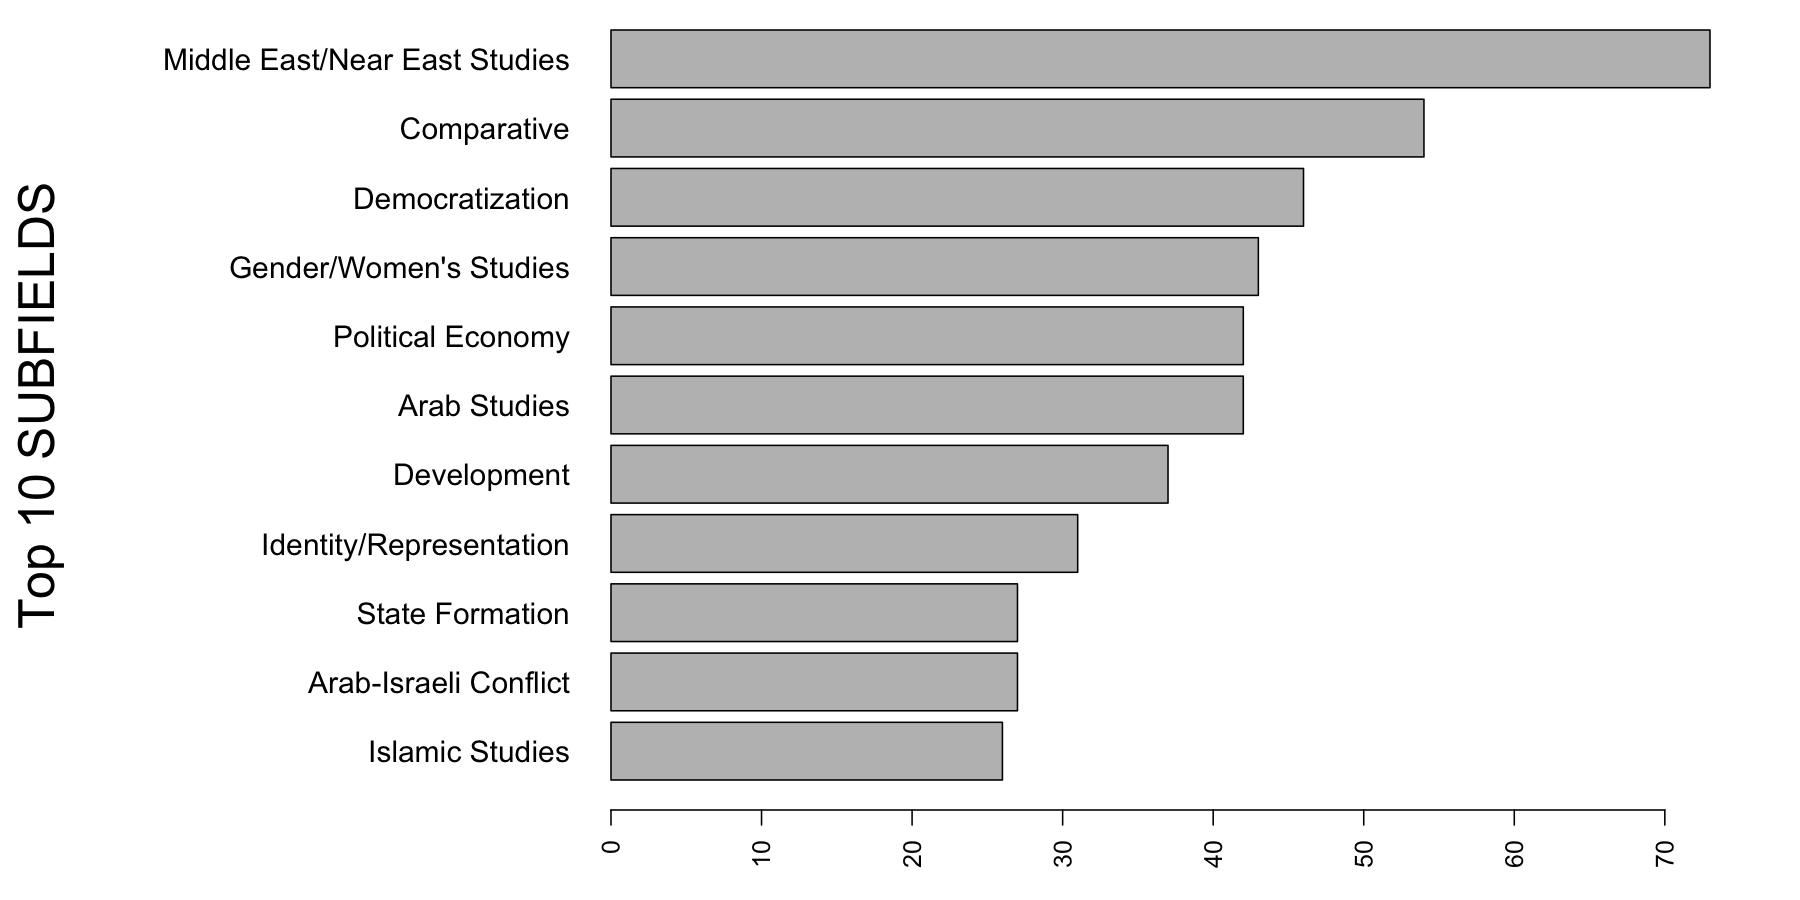 Top 10 SUBFIELDS
Middle East/Near East Studies
Comparative
Democratization
Gender/Women's Studies
Political Economy
Arab Studies
Development
Identity/Representation
State Formation
Arab-Israeli Conflict
Islamic Studies
0 10 20 30 40 50 60 70